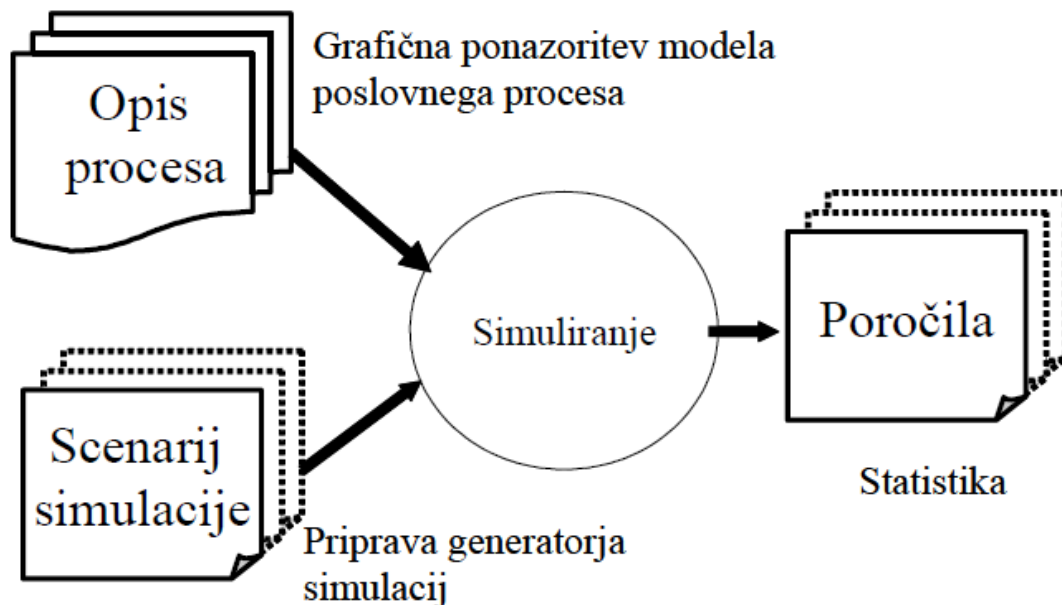 Grafična ponazoritev modela
poslovnega procesa
Opis
procesa
Simuliranje
Poročila
Scenarij
simulacije
Statistika
Priprava generatorja
simulacij